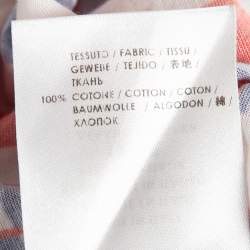 TESSUTO / FABRIC / TISSU /
GEWEBE / TEJIDO / 表地 /
ТКАНЬ
100% COTONE / COTTON / COTON /
BAUMWOLLE / ALGODON / 綿 /
ХЛОПОК